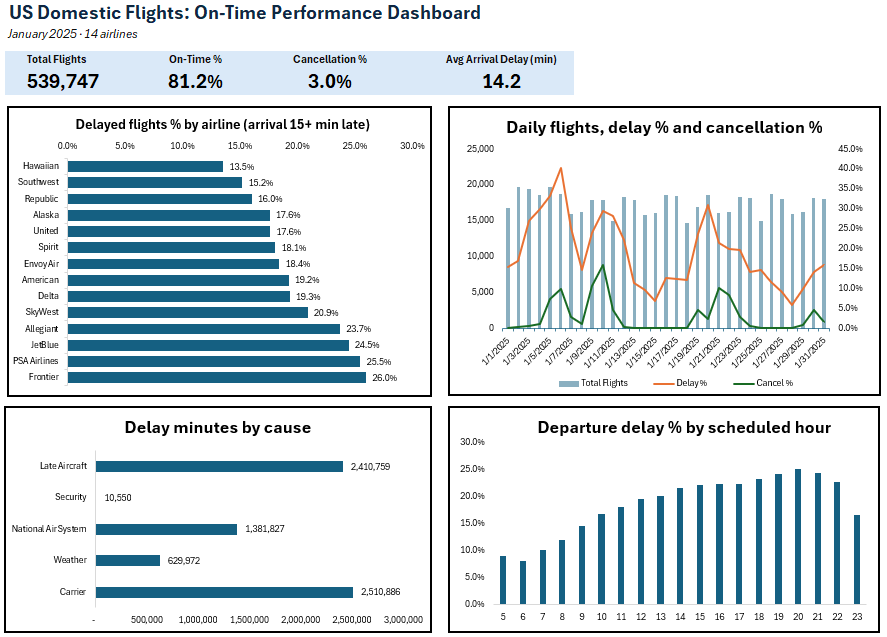 US Domestic Flights: On-Time Performance Dashboard
January 2025 · 14 airlines
Total Flights On-Time % Cancellation % Avg Arrival Delay (min)
539,747 81.2% 3.0% 14.2
Delayed flights % by airline (arrival 15+ min late)
0.0% 5.0% 10.0% 15.0% 20.0% 25.0% 30.0%
Hawaiian 13.5%
Southwest 15.2%
Republic 16.0%
Alaska 17.6%
United 17.6%
Spirit 18.1%
Envoy Air 18.4%
American 19.2%
Delta 19.3%
SkyWest 20.9%
Allegiant 23.7%
JetBlue 24.5%
PSA Airlines 25.5%
Frontier 26.0%
Daily flights, delay % and cancellation %
25,000 45.0%
40.0%
20,000 35.0%
30.0%
15,000 25.0%
10,000 20.0%
15.0%
5,000 10.0%
5.0%
0 0.0%
1/1/2025 1/3/2025 1/5/2025 1/7/2025 1/9/2025 1/11/2025 1/13/2025 1/15/2025 1/17/2025 1/19/2025 1/21/2025 1/23/2025 1/25/2025 1/27/2025 1/29/2025 1/31/2025
Total Flights Delay % Cancel %
Delay minutes by cause
Late Aircraft 2,410,759
Security 10,550
National Air System 1,381,827
Weather 629,972
Carrier 2,510,886
- 500,000 1,000,000 1,500,000 2,000,000 2,500,000 3,000,000
Departure delay % by scheduled hour
30.0%
25.0%
20.0%
15.0%
10.0%
5.0%
0.0%
5 6 7 8 9 10 11 12 13 14 15 16 17 18 19 20 21 22 23